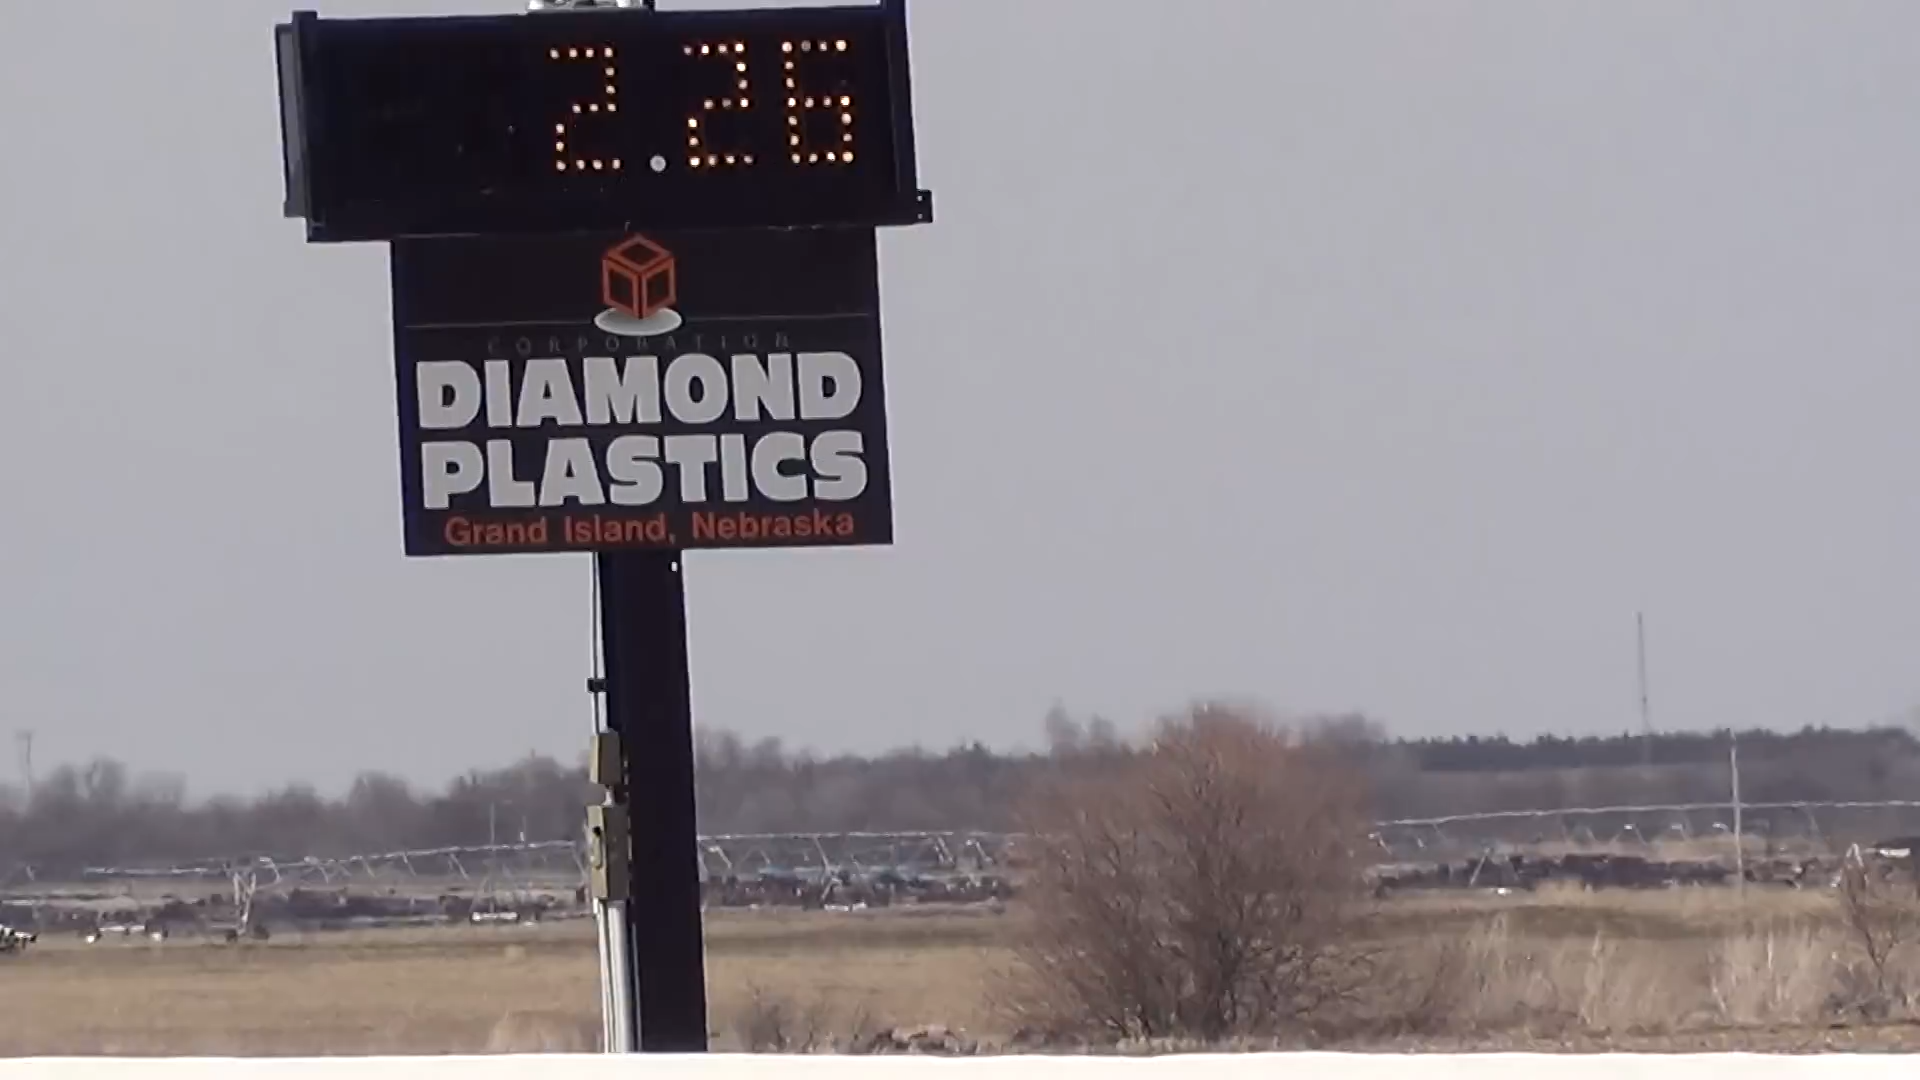 2.26
CORPORATION
DIAMOND
PLASTICS
Grand Island, Nebraska